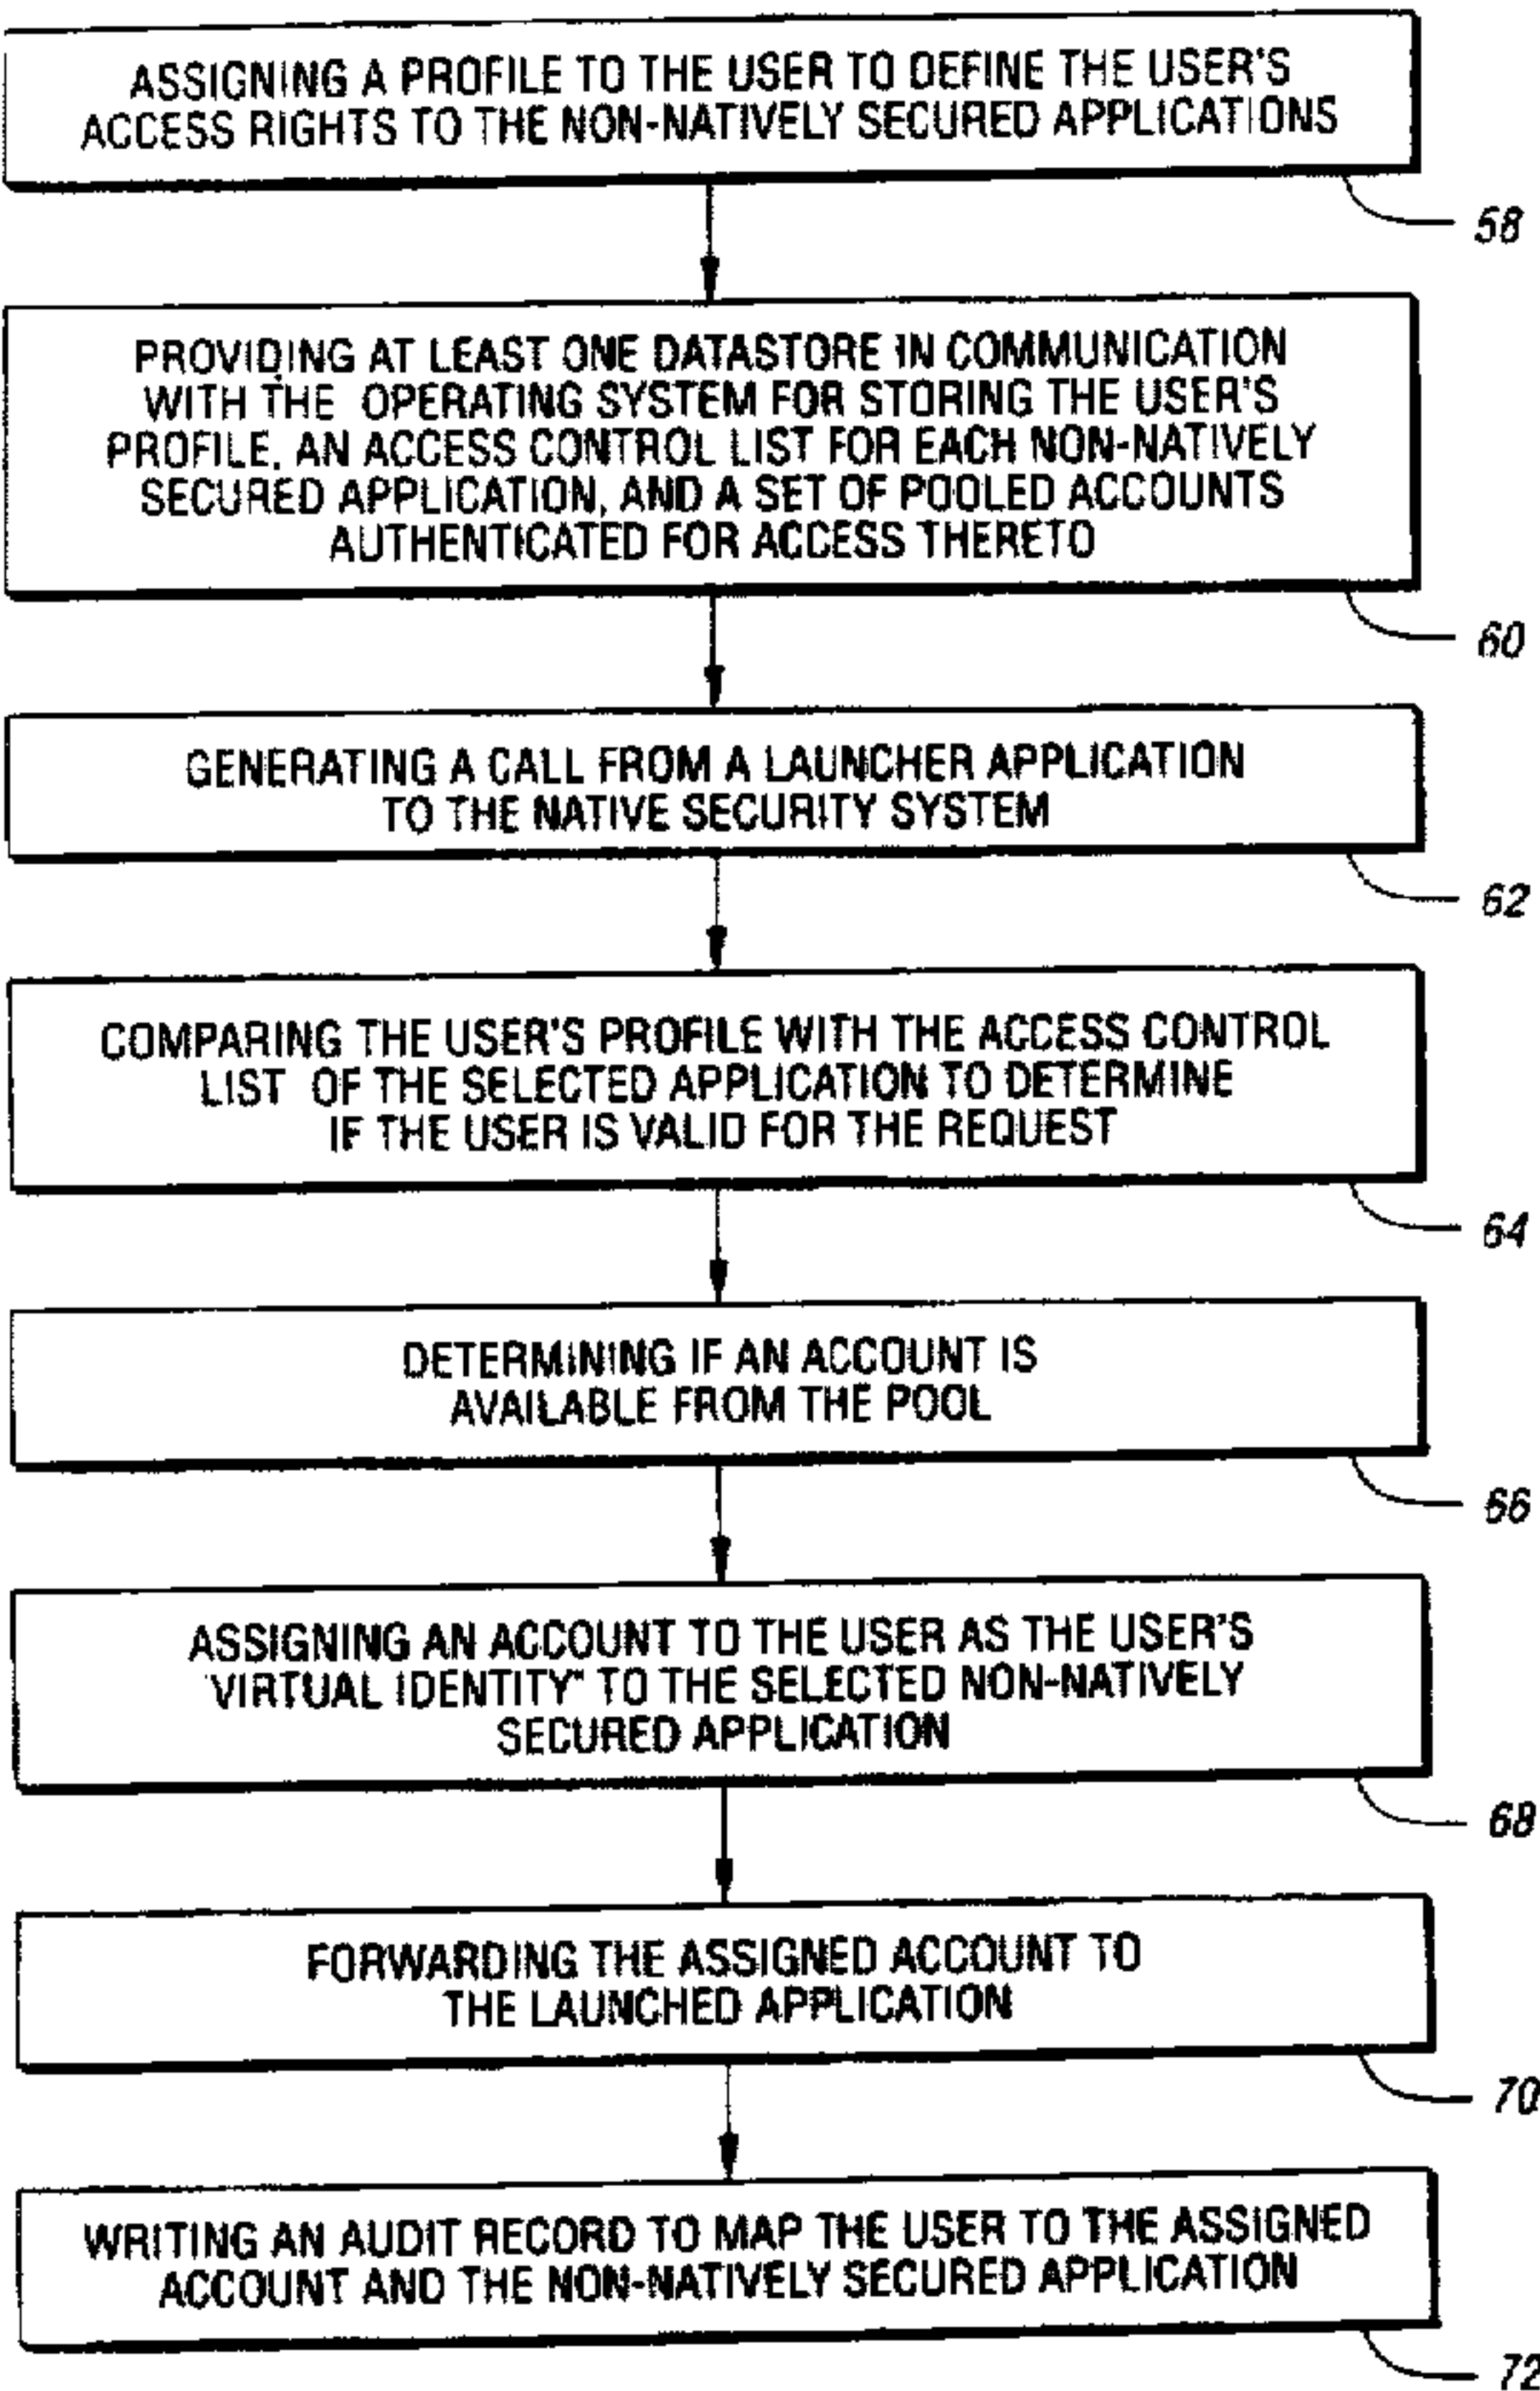 ASSIGNING A PROFILE TO THE USER TO DEFINE THE USER'S
ACCESS RIGHTS TO THE NON-NATIVELY SECURED APPLICATIONS
58
PROVIDING AT LEAST ONE DATASTORE IN COMMUNICATION
WITH THE OPERATING SYSTEM FOR STORING THE USER'S
PROFILE, AN ACCESS CONTROL LIST FOR EACH NON-NATIVELY
SECURED APPLICATION, AND A SET OF POOLED ACCOUNTS
AUTHENTICATED FOR ACCESS THERETO
60
GENERATING A CALL FROM A LAUNCHER APPLICATION
TO THE NATIVE SECURITY SYSTEM
62
COMPARING THE USER'S PROFILE WITH THE ACCESS CONTROL
LIST OF THE SELECTED APPLICATION TO DETERMINE
IF THE USER IS VALID FOR THE REQUEST
64
DETERMINING IF AN ACCOUNT IS
AVAILABLE FROM THE POOL
66
ASSIGNING AN ACCOUNT TO THE USER AS THE USER'S
"VIRTUAL IDENTITY" TO THE SELECTED NON-NATIVELY
SECURED APPLICATION
68
FORWARDING THE ASSIGNED ACCOUNT TO
THE LAUNCHED APPLICATION
70
WRITING AN AUDIT RECORD TO MAP THE USER TO THE ASSIGNED
ACCOUNT AND THE NON-NATIVELY SECURED APPLICATION
72